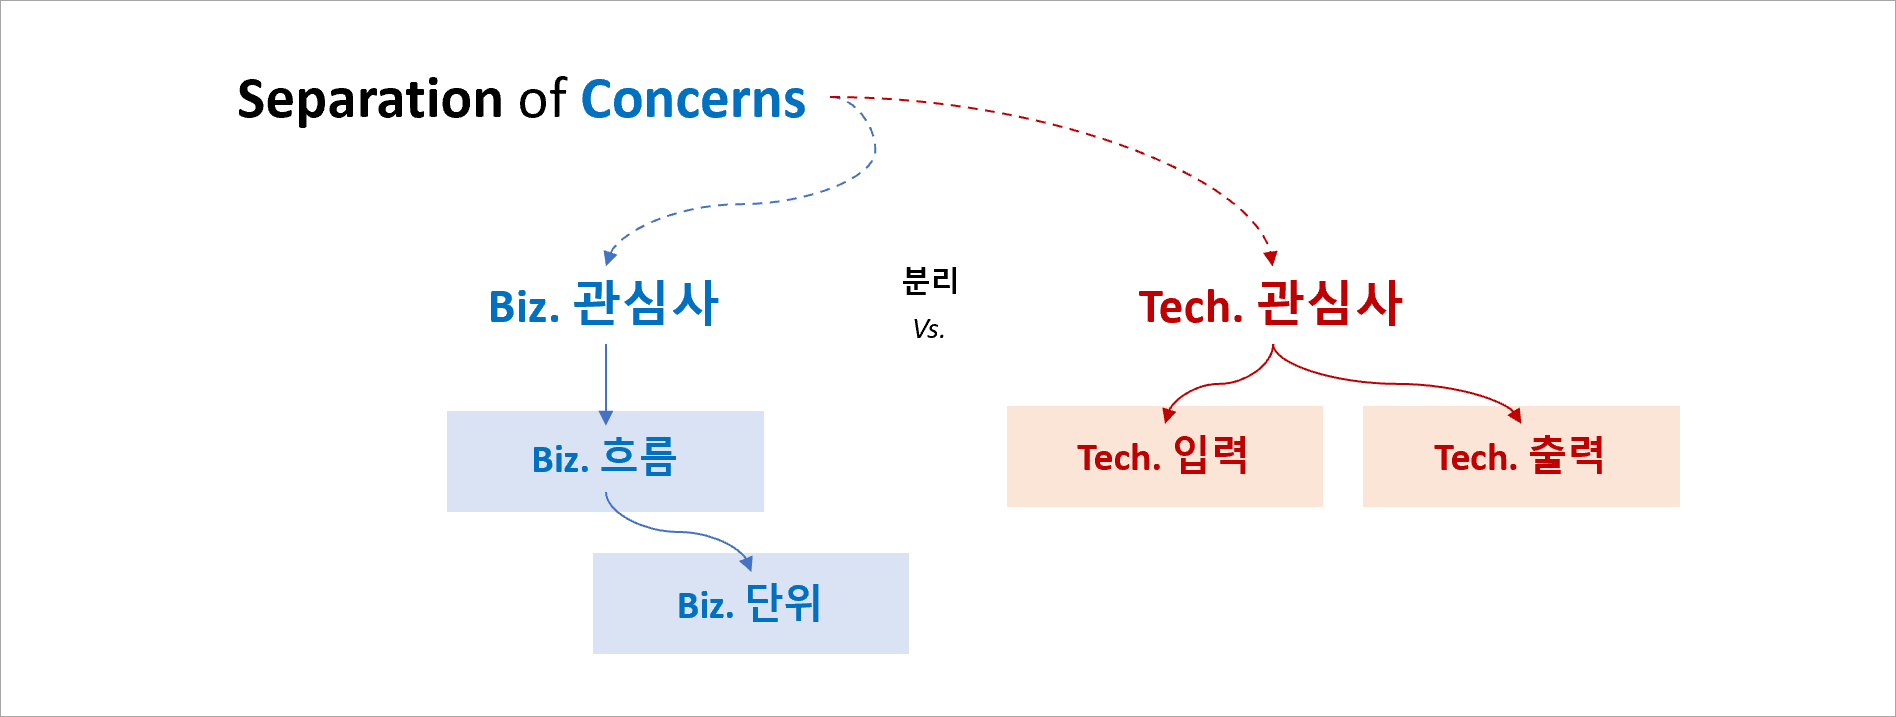 Separation of Concerns
Biz. 관심사
분리
Vs.
Tech. 관심사
Biz. 흐름
Tech. 입력
Tech. 출력
Biz. 단위